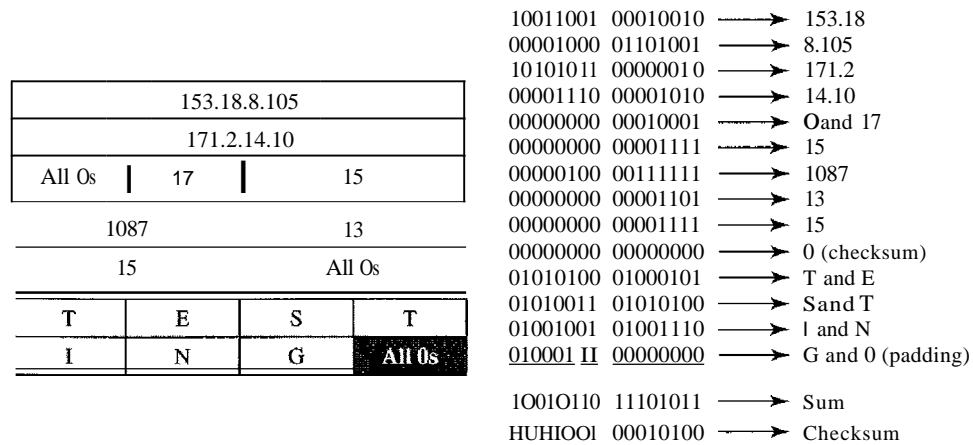 153.18.8.105
171.2.14.10
All 0s 17 15
1087 13
15 All 0s
T E S T
I N G All 0s
10011001 00010010 153.18
00001000 01101001 8.105
10101011 00000010 171.2
00001110 00001010 14.10
00000000 00010001 Oand 17
00000000 00001111 15
00000100 00111111 1087
00000000 00001101 13
00000000 00001111 15
00000000 00000000 0 (checksum)
01010100 01000101 T and E
01010011 01010100 Sand T
01001001 01001110 I and N
010001 II 00000000 G and 0 (padding)
1O01O110 11101011 Sum
HUHIOOl 00010100 Checksum